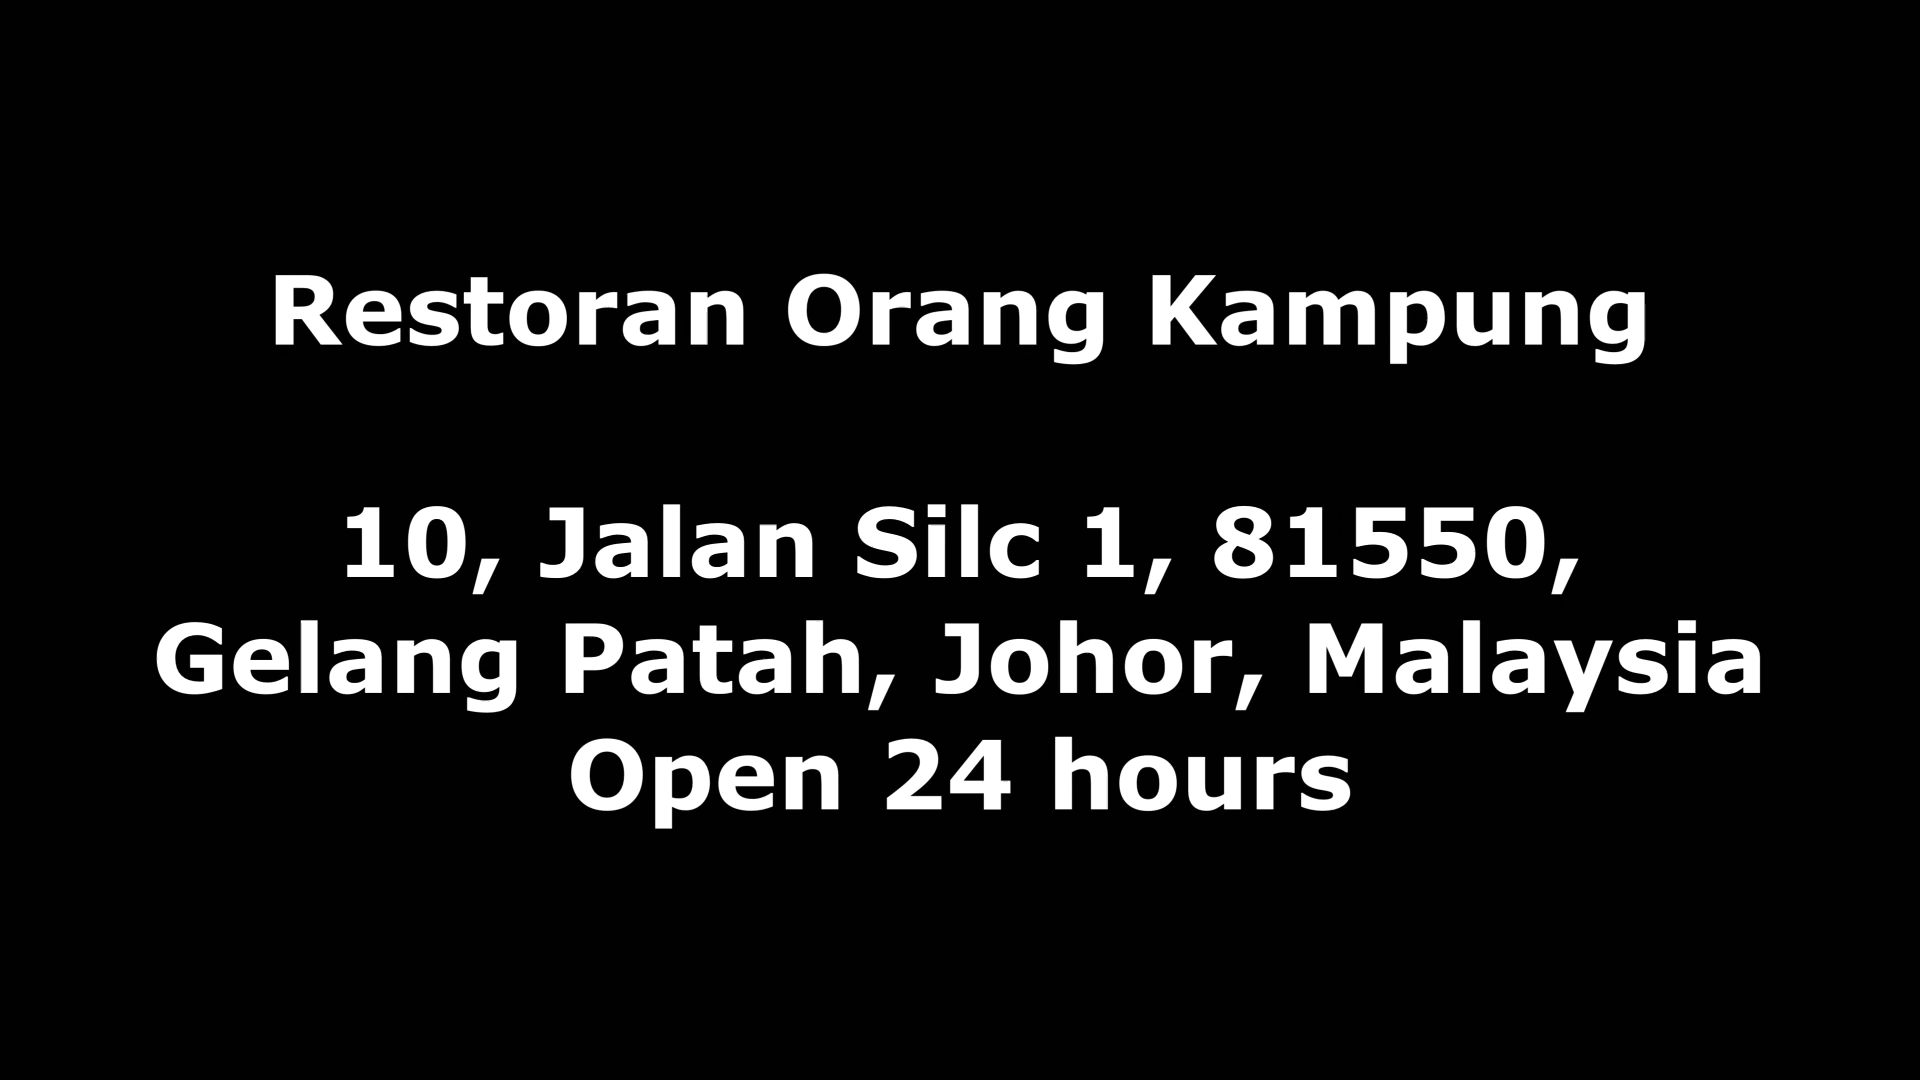 Restoran Orang Kampung
10, Jalan Silc 1, 81550,
Gelang Patah, Johor, Malaysia
Open 24 hours